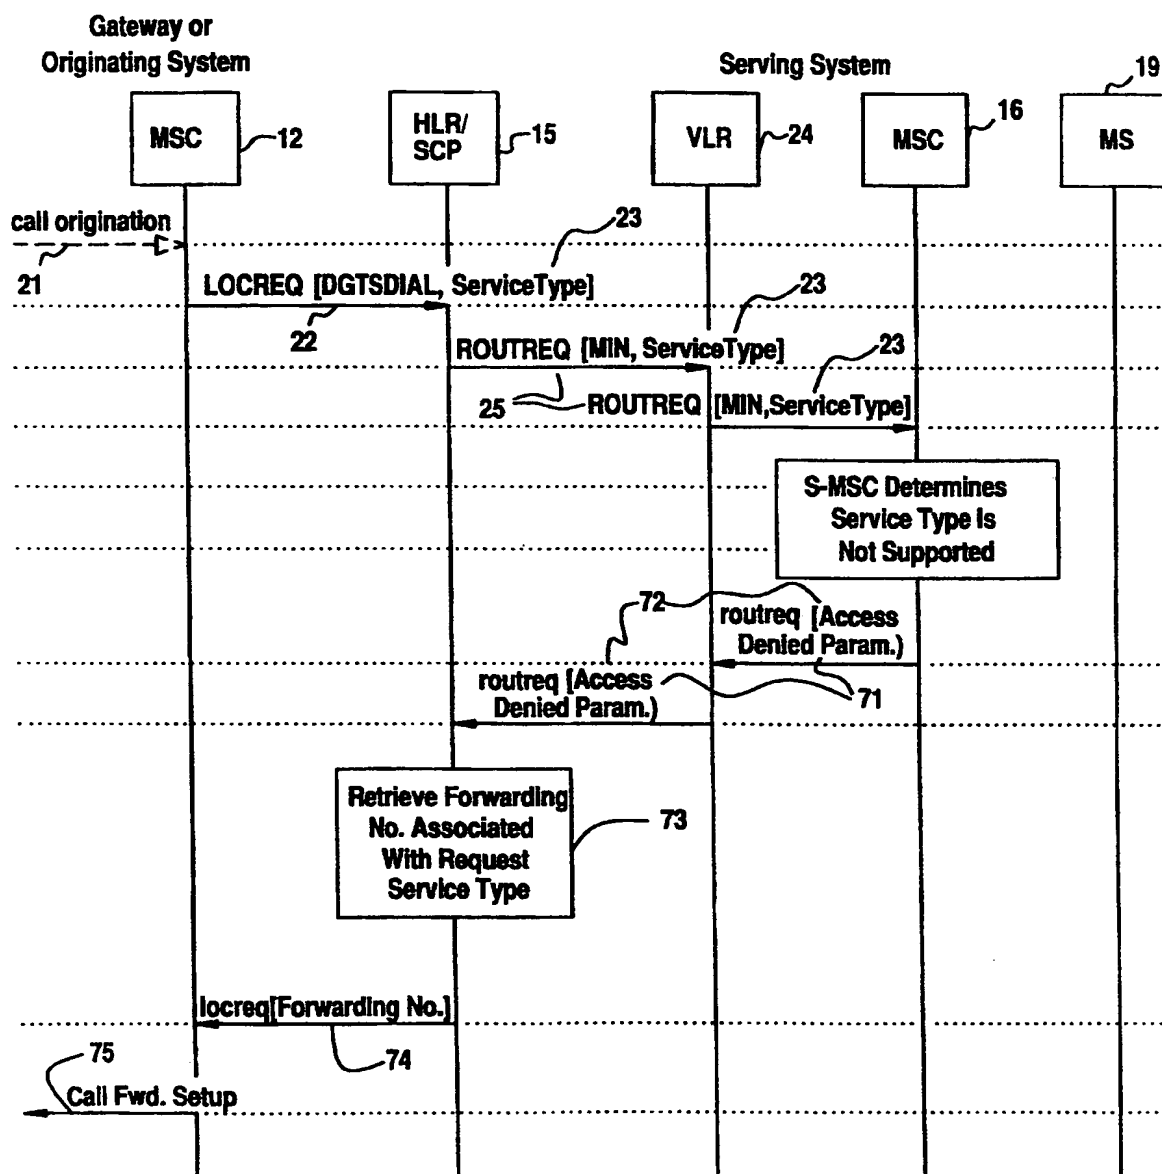 Gateway or
Originating System
Serving System
19
MSC
12
HLR/
SCP
15
VLR
24
MSC
16
MS
call origination
21
23
LOCREQ [DGTSDIAL, ServiceType]
22
23
ROUTREQ [MIN, ServiceType]
23
25
ROUTREQ [MIN,ServiceType]
S-MSC Determines
Service Type Is
Not Supported
72
routreq [Access
Denied Param.)
71
routreq [Access
Denied Param.)
Retrieve Forwarding
No. Associated
With Request
Service Type
73
locreq[Forwarding No.]
74
75
Call Fwd. Setup